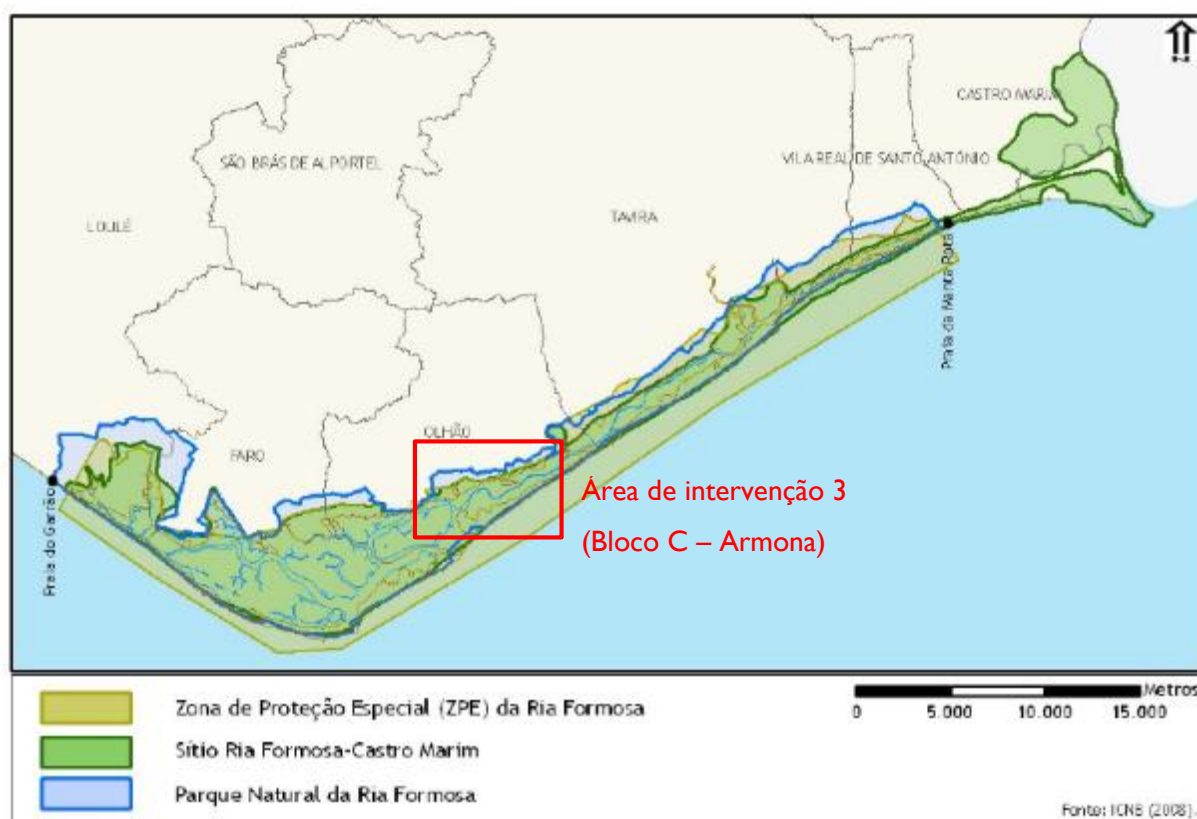 CASTRO MARIM
VILA REAL DE SANTO ANTÓNIO
SÃO BRÁS DE ALPORTEL
TAVIRA
LOULÉ
Praia da Manta Rota
OLHÃO
FARO
Praia do Garrão
Área de intervenção 3
(Bloco C – Armona)
Metros
0 5.000 10.000 15.000
Zona de Proteção Especial (ZPE) da Ria Formosa
Sítio Ria Formosa-Castro Marim
Parque Natural da Ria Formosa
Fonte: ICNB (2008).